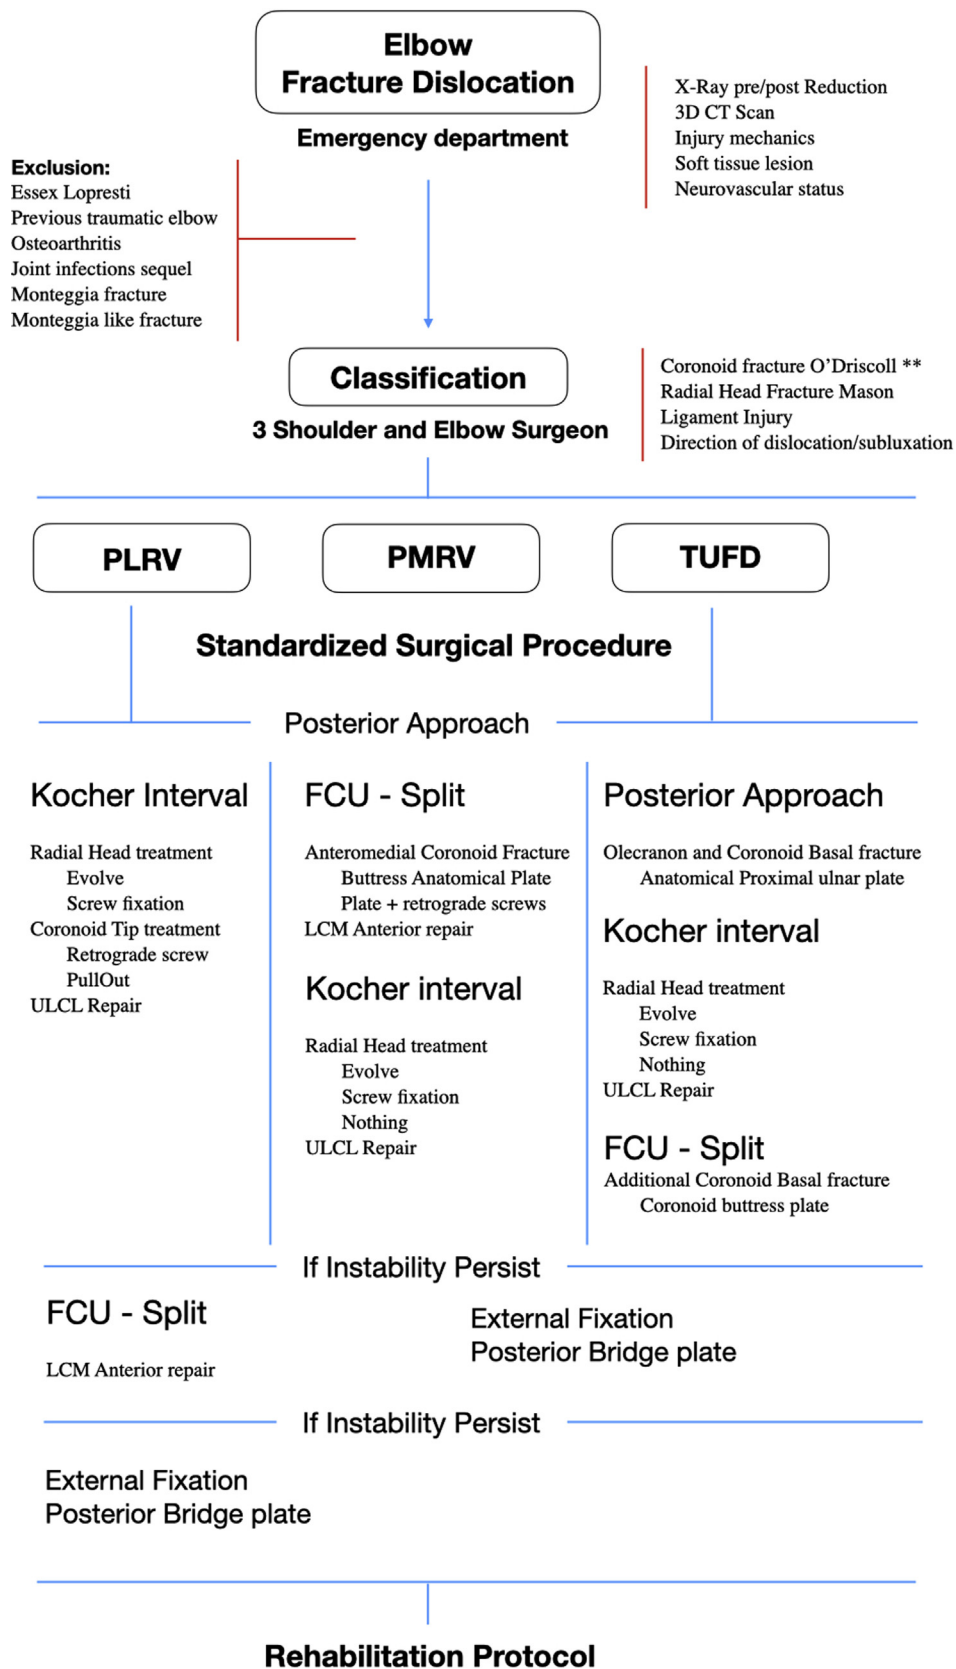 Elbow
Fracture Dislocation
Emergency department
X-Ray pre/post Reduction
3D CT Scan
Injury mechanics
Soft tissue lesion
Neurovascular status
Exclusion:
Essex Lopresti
Previous traumatic elbow
Osteoarthritis
Joint infections sequel
Monteggia fracture
Monteggia like fracture
Classification
3 Shoulder and Elbow Surgeon
Coronoid fracture O'Driscoll **
Radial Head Fracture Mason
Ligament Injury
Direction of dislocation/subluxation
PLRV
PMRV
TUFD
Standardized Surgical Procedure
Posterior Approach
Kocher Interval
Radial Head treatment
Evolve
Screw fixation
Coronoid Tip treatment
Retrograde screw
PullOut
ULCL Repair
FCU - Split
Anteromedial Coronoid Fracture
Buttress Anatomical Plate
Plate + retrograde screws
LCM Anterior repair
Kocher interval
Radial Head treatment
Evolve
Screw fixation
Nothing
ULCL Repair
Posterior Approach
Olecranon and Coronoid Basal fracture
Anatomical Proximal ulnar plate
Kocher interval
Radial Head treatment
Evolve
Screw fixation
Nothing
ULCL Repair
FCU - Split
Additional Coronoid Basal fracture
Coronoid buttress plate
If Instability Persist
FCU - Split
LCM Anterior repair
External Fixation
Posterior Bridge plate
If Instability Persist
External Fixation
Posterior Bridge plate
Rehabilitation Protocol